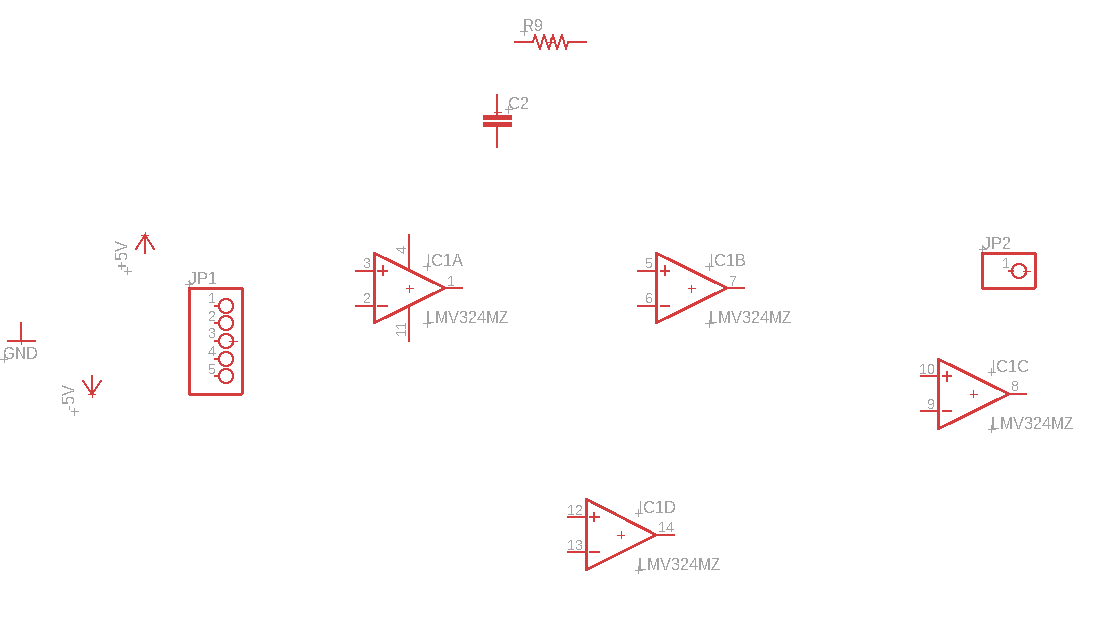 R9
C2
+5V
JP1
1
2
3
4
5
GND
-5V
3
2
4
11
1
IC1A
LMV324MZ
5
6
7
IC1B
LMV324MZ
JP2
1
10
9
8
IC1C
LMV324MZ
12
13
14
IC1D
LMV324MZ